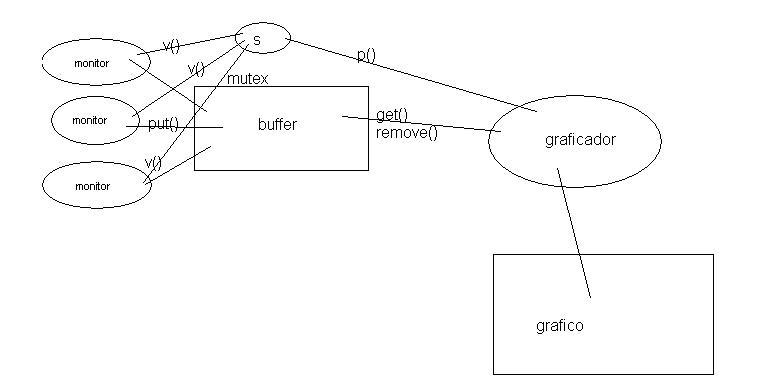 v()
s
monitor
p()
v()
mutex
monitor
put()
buffer
get()
remove()
graficador
v()
monitor
grafico